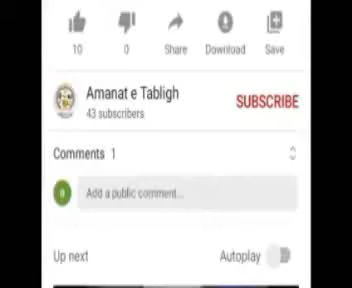 10 0 Share Download Save
Amanat e Tabligh
43 subscribers
SUBSCRIBE
Comments 1
Add a public comment...
Up next Autoplay